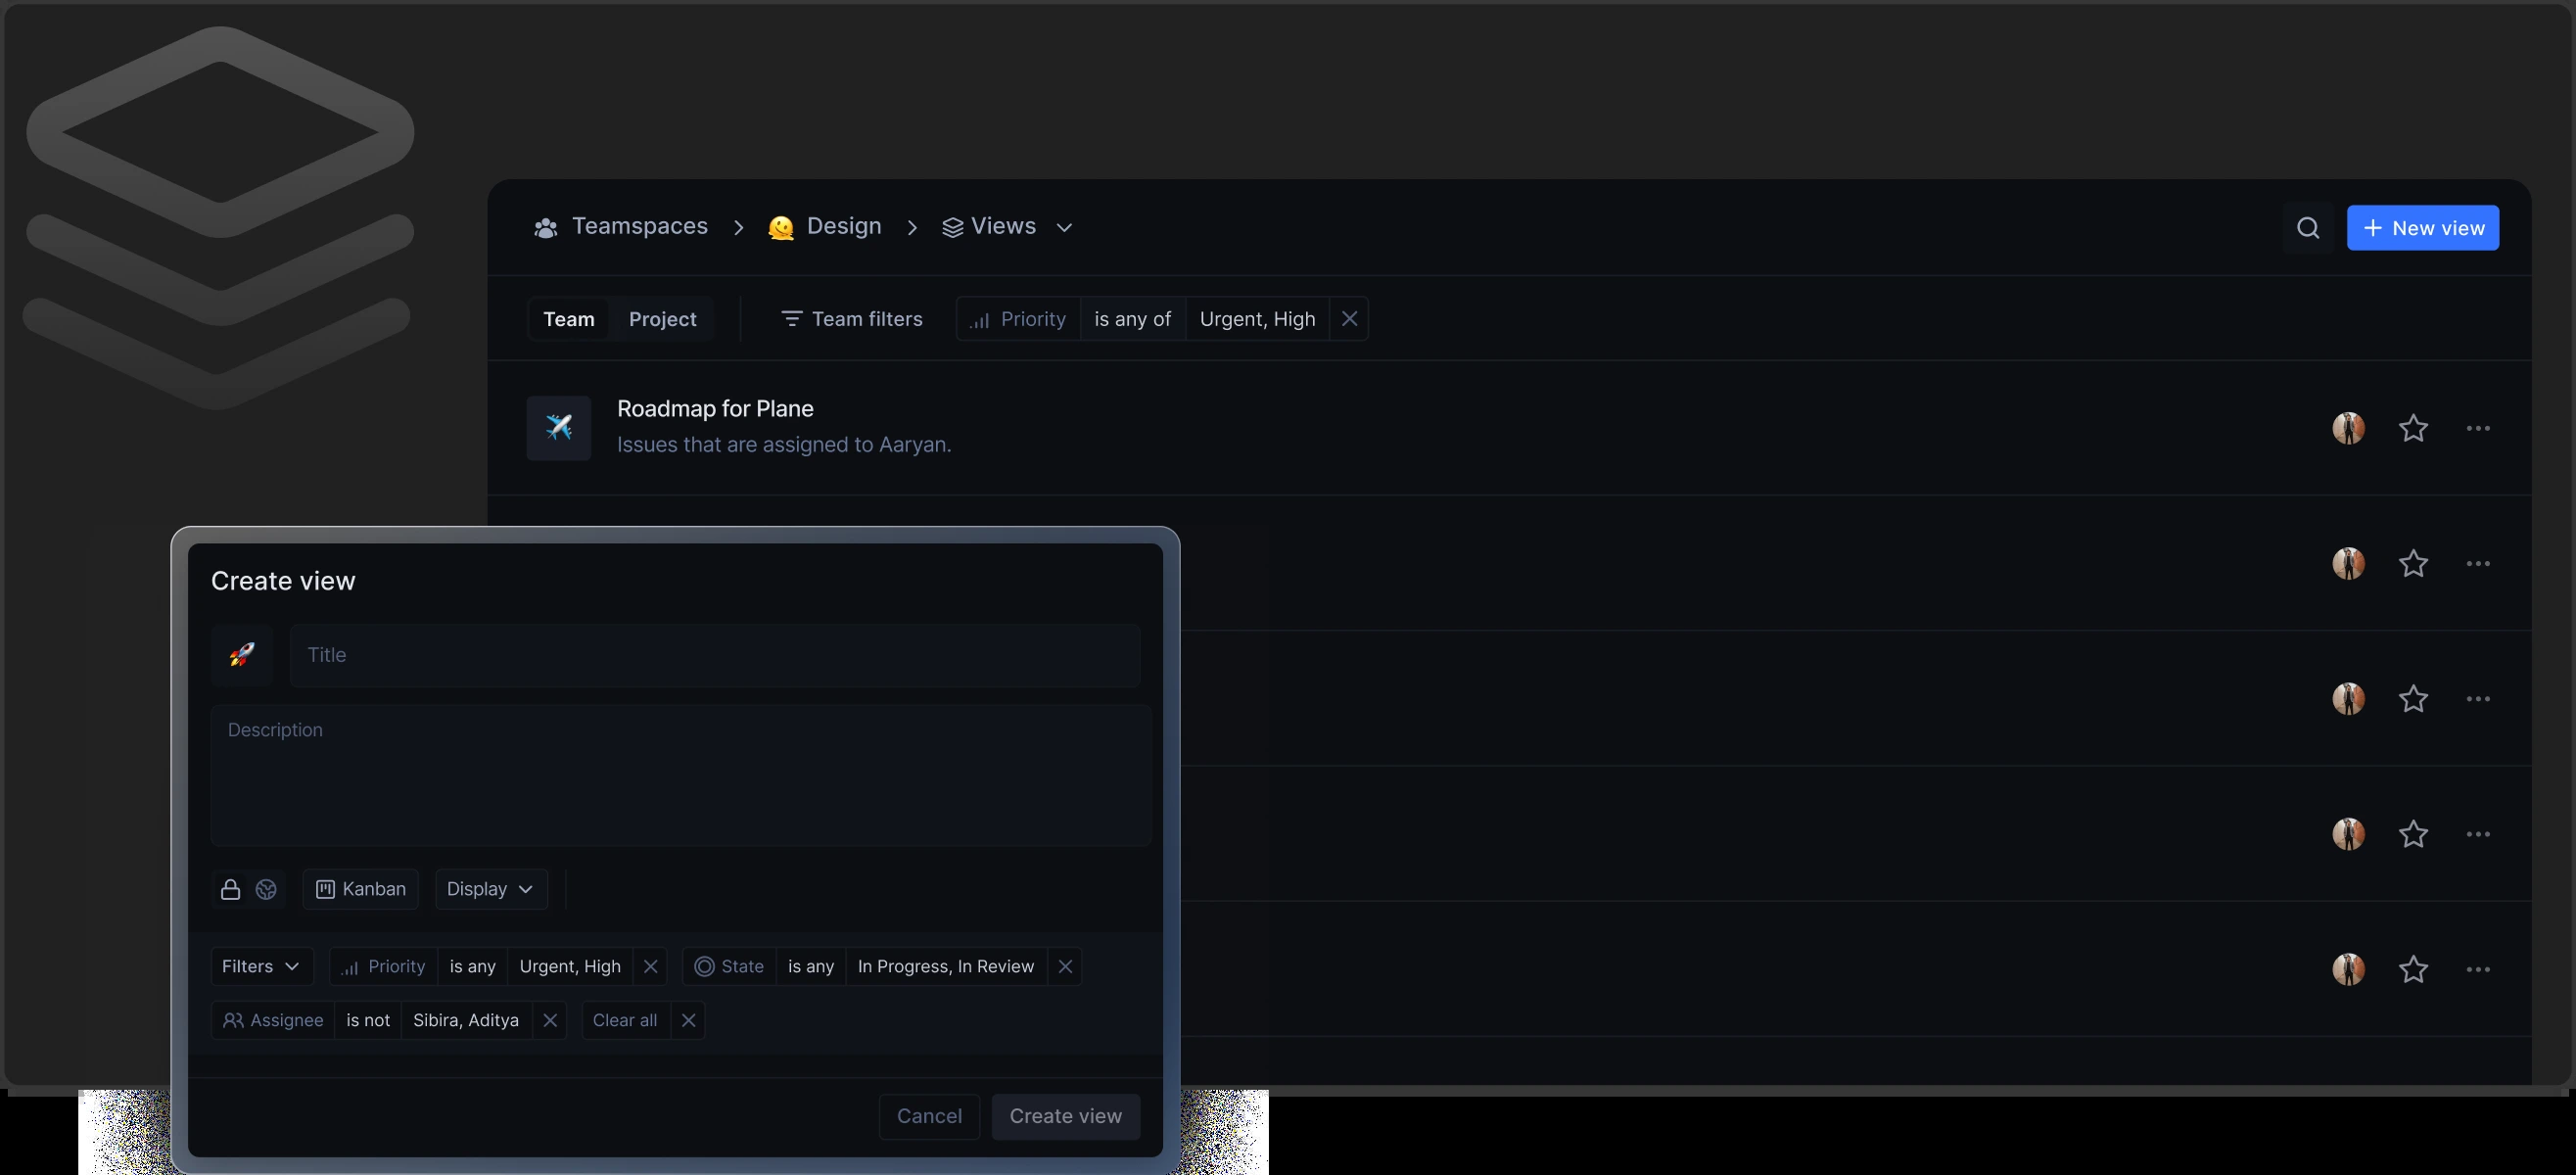 Teamspaces > Design > Views
New view
Team Project Team filters Priority is any of Urgent, High
Roadmap for Plane
Issues that are assigned to Aaryan.
Create view
Title
Description
Kanban Display
Filters Priority is any Urgent, High State is any In Progress, In Review
Assignee is not Sibira, Aditya Clear all
Cancel Create view